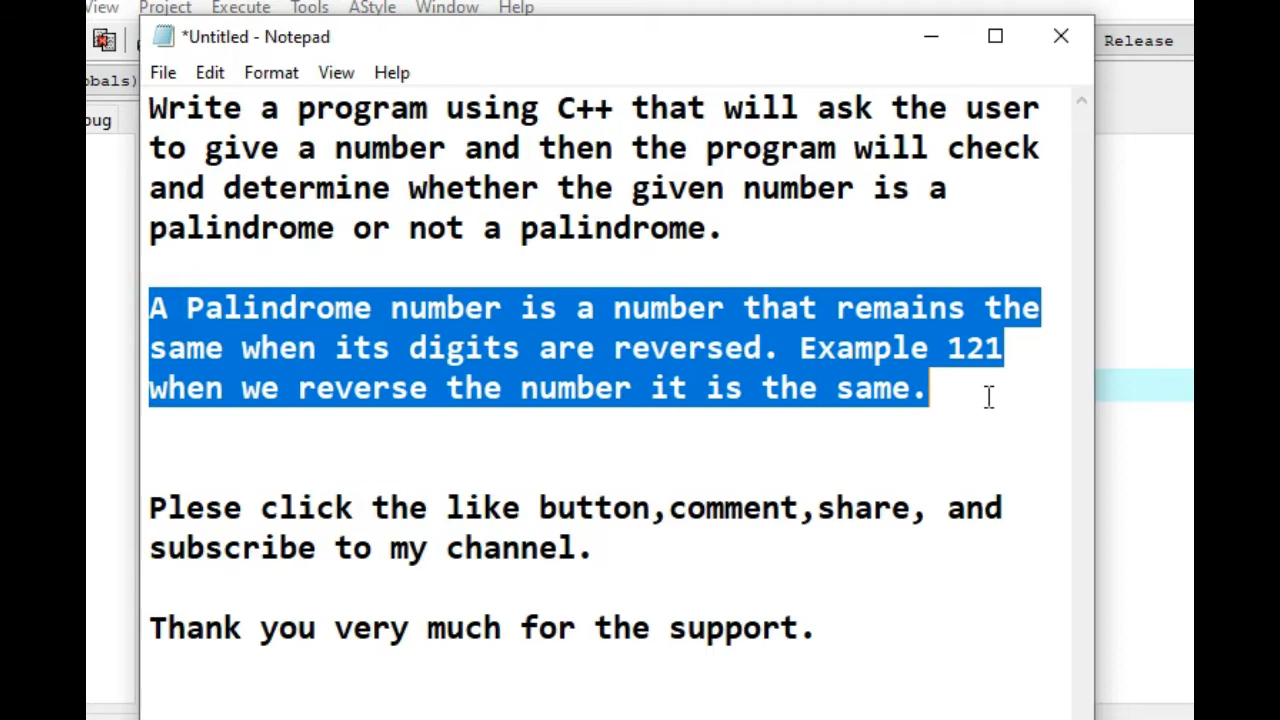 View Project Execute Tools AStyle Window Help
*Untitled - Notepad
Release
File Edit Format View Help
obals)
bug
Write a program using C++ that will ask the user
to give a number and then the program will check
and determine whether the given number is a
palindrome or not a palindrome.
A Palindrome number is a number that remains the
same when its digits are reversed. Example 121
when we reverse the number it is the same.
Plese click the like button,comment,share, and
subscribe to my channel.
Thank you very much for the support.